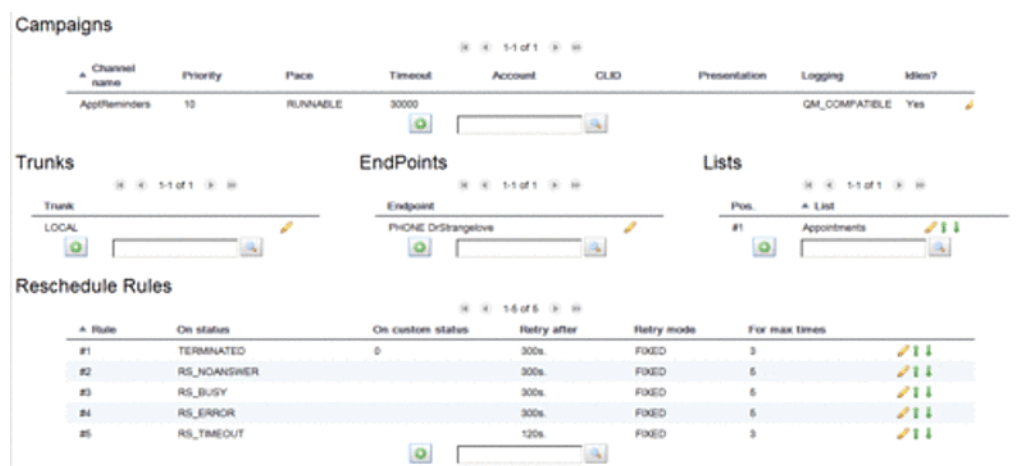 Campaigns
1-1 of 1
Channel name Priority Pace Timeout Account CLID Presentation Logging Idles?
ApptReminders 10 RUNNABLE 30000 QM_COMPATIBLE Yes
Trunks EndPoints Lists
1-1 of 1 1-1 of 1 1-1 of 1
Trunk Endpoint Pos. List
LOCAL PHONE DrStrangelove #1 Appointments
Reschedule Rules
1-5 of 5
Rule On status On custom status Retry after Retry mode For max times
#1 TERMINATED 0 300s. FIXED 3
#2 RS_NOANSWER 300s. FIXED 5
#3 RS_BUSY 300s. FIXED 5
#4 RS_ERROR 300s. FIXED 5
#5 RS_TIMEOUT 120s. FIXED 3